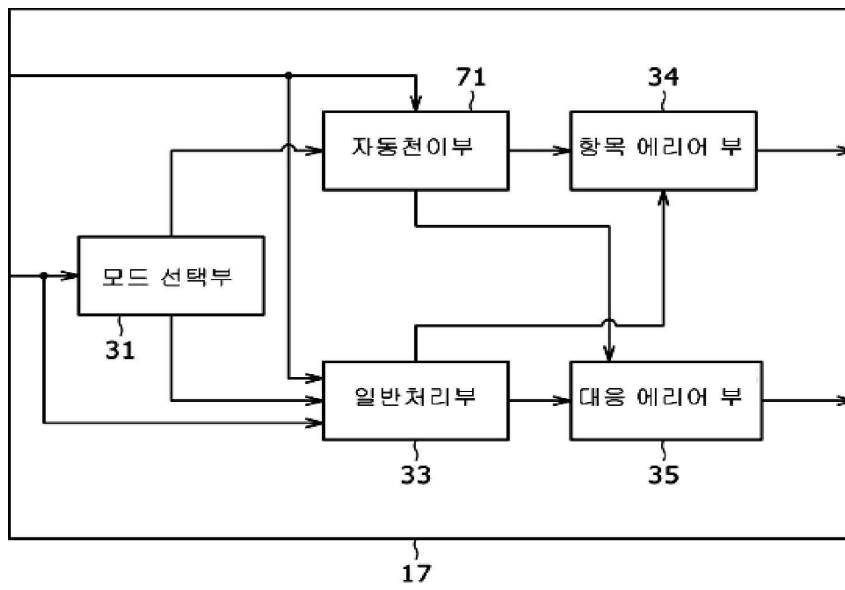 71
34
자동천이부
항목 에리어 부
모드 선택부
31
일반처리부
대응 에리어 부
33
35
17